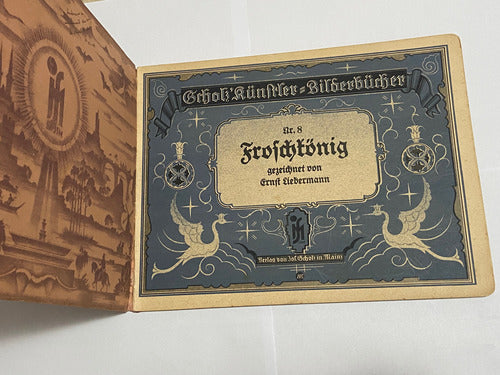 Scholz' Künstler-Bilderbücher
Nr. 8
Froschkönig
gezeichnet von
Ernst Liebermann
Verlag von Jos. Scholz in Mainz